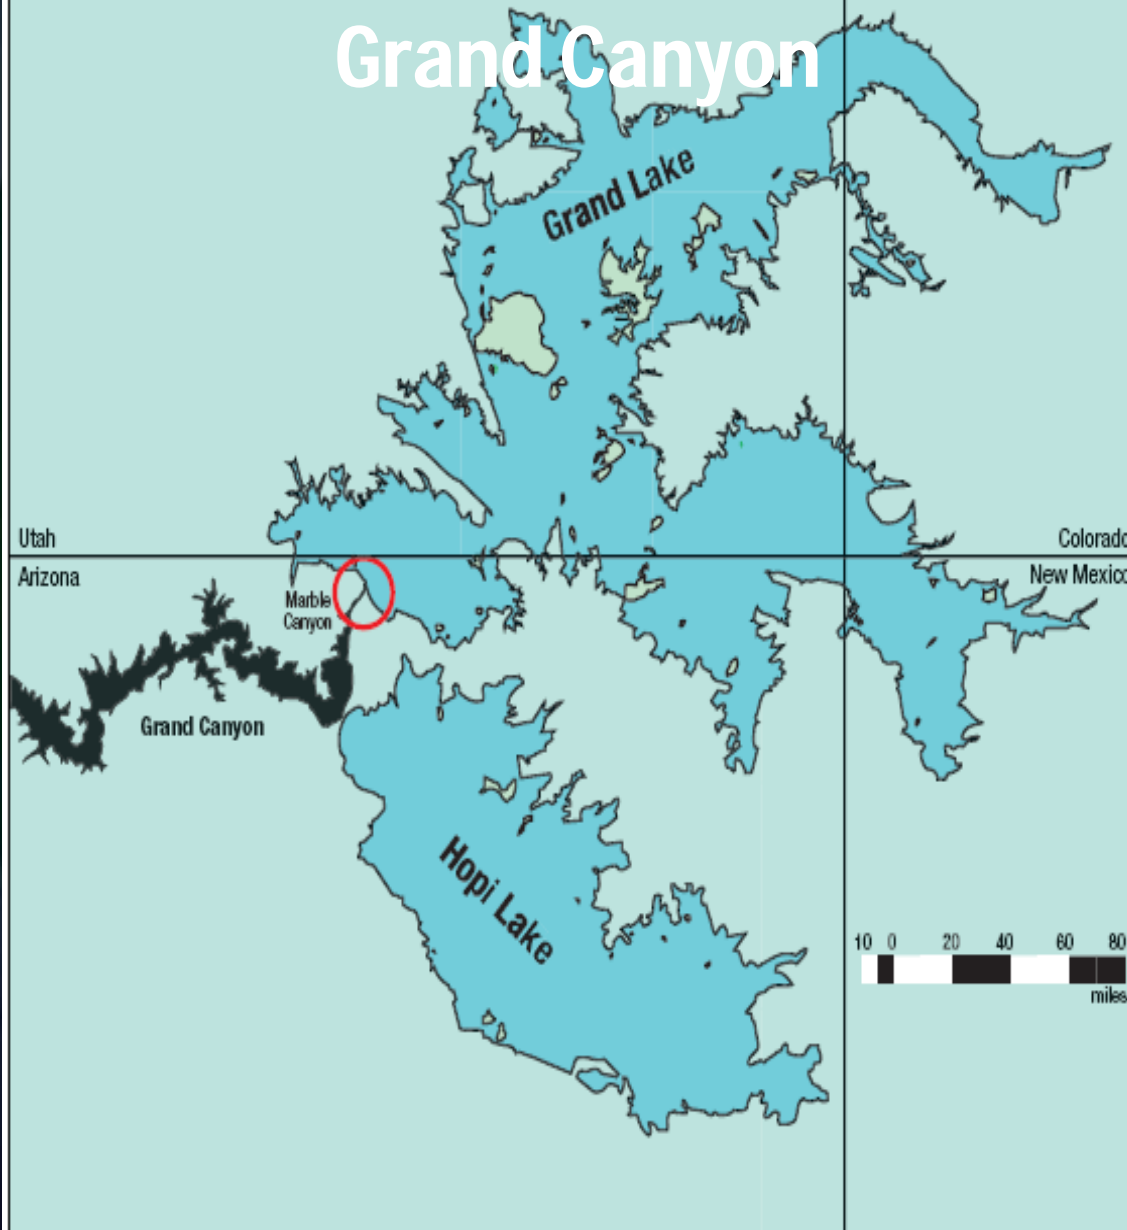 Grand Canyon
Grand Lake
Utah
Colorado
Arizona
New Mexico
Marble
Canyon
Grand Canyon
Hopi Lake
10 0 20 40 60 80
miles